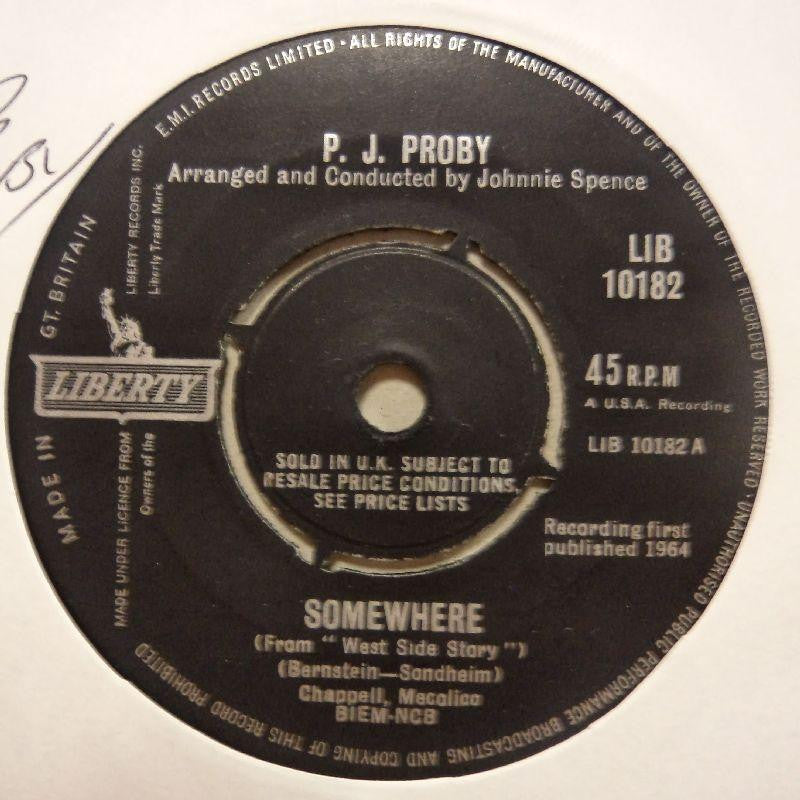 E.M.I. RECORDS LIMITED · ALL RIGHTS OF THE MANUFACTURER AND OF THE OWNER OF THE RECORDED WORK RESERVED · UNAUTHORISED PUBLIC PERFORMANCE BROADCASTING AND COPYING OF THIS RECORD PROHIBITED
P. J. PROBY
Arranged and Conducted by Johnnie Spence
LIB
10182
45 R.P.M
A U.S.A. Recording
LIB 10182 A
Recording first
published 1964
MADE IN GT. BRITAIN
LIBERTY RECORDS INC.
Liberty Trade Mark
LIBERTY
MADE UNDER LICENCE FROM
Owners of the
SOLD IN U.K. SUBJECT TO
RESALE PRICE CONDITIONS,
SEE PRICE LISTS
SOMEWHERE
(From "West Side Story")
(Bernstein—Sondheim)
Chappell, Mecolico
BIEM-NCB